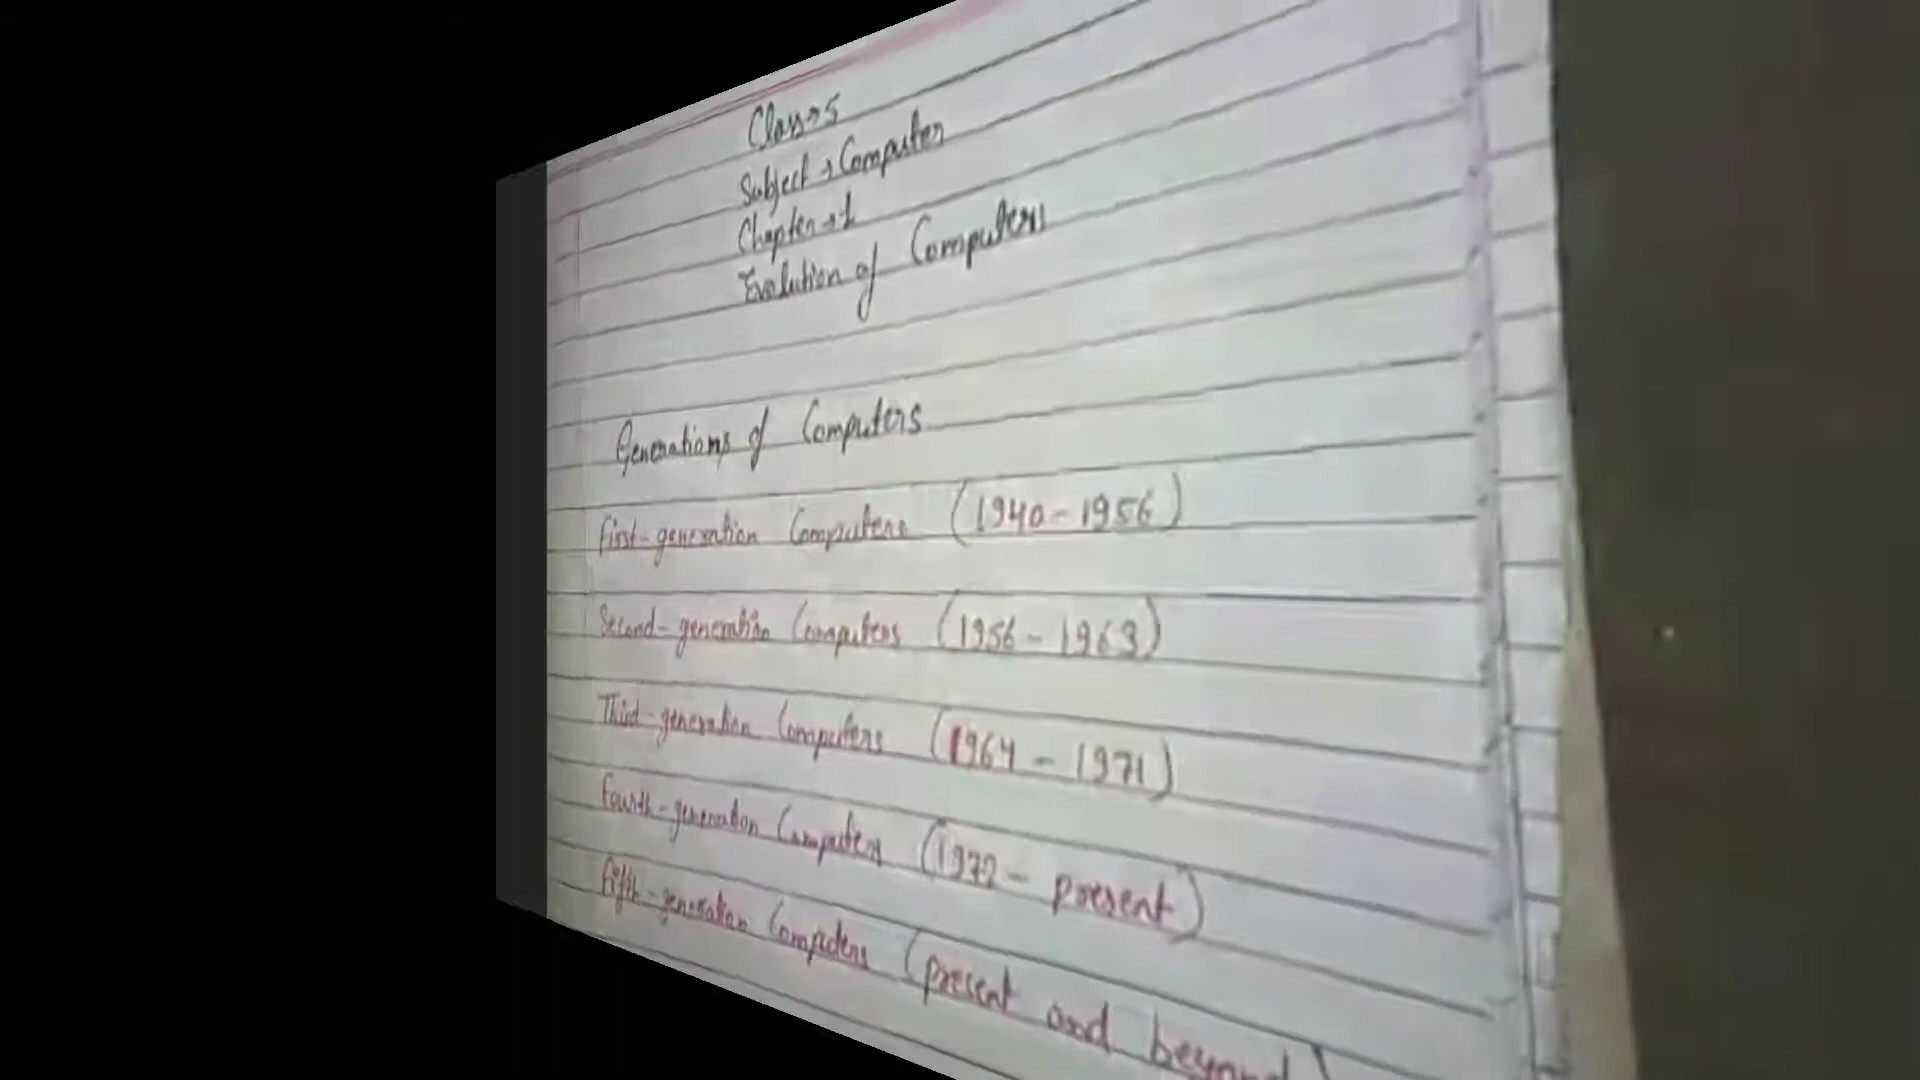 Class→5
Subject→Computer
Chapter→1
Evolution of Computers
Generations of Computers
First-generation Computers (1940-1956)
Second-generation Computers (1956-1963)
Third-generation Computers (1964-1971)
Fourth-generation Computers (1972-present)
Fifth-generation Computers (present and beyond)